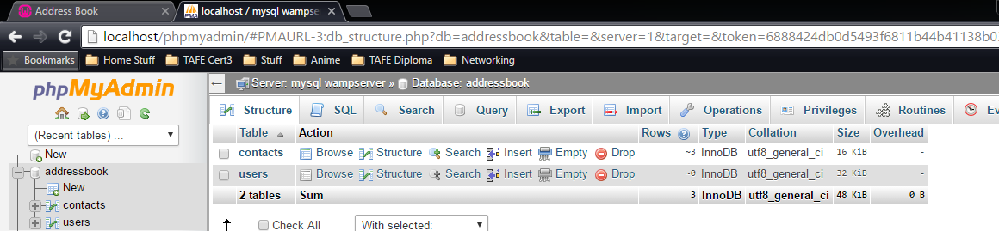 Address Book
localhost / mysql wampser
localhost/phpmyadmin/#PMAURL-3:db_structure.php?db=addressbook&table=&server=1&target=&token=6888424db0d5493f6811b44b41138b0
Bookmarks Home Stuff TAFE Cert3 Stuff Anime TAFE Diploma Networking
phpMyAdmin
(Recent tables) ...
New
addressbook
New
contacts
users
Server: mysql wampserver » Database: addressbook
Structure SQL Search Query Export Import Operations Privileges Routines Ev
Table Action Rows Type Collation Size Overhead
contacts Browse Structure Search Insert Empty Drop ~3 InnoDB utf8_general_ci 16 KiB -
users Browse Structure Search Insert Empty Drop ~0 InnoDB utf8_general_ci 32 KiB -
2 tables Sum 3 InnoDB utf8_general_ci 48 KiB 0 B
Check All With selected: